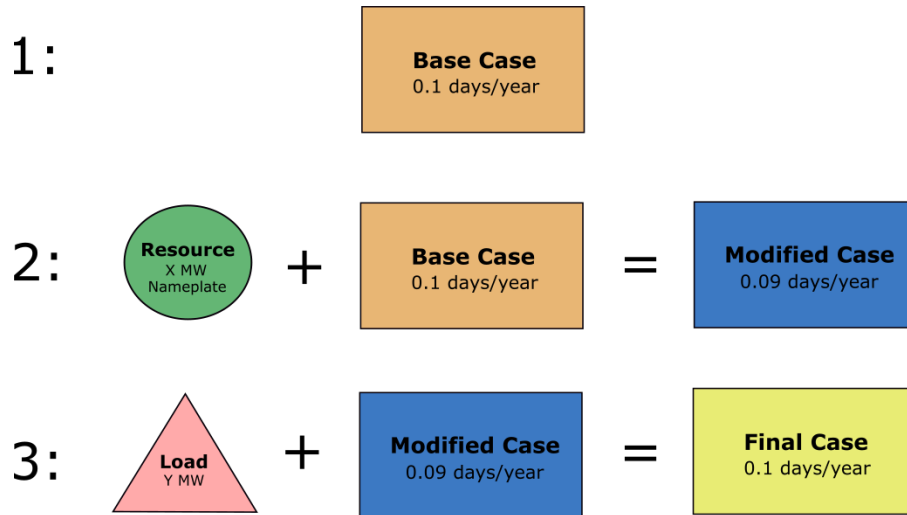 1:
Base Case
0.1 days/year
2:
Resource
X MW
Nameplate
+
Base Case
0.1 days/year
=
Modified Case
0.09 days/year
3:
Load
Y MW
+
Modified Case
0.09 days/year
=
Final Case
0.1 days/year